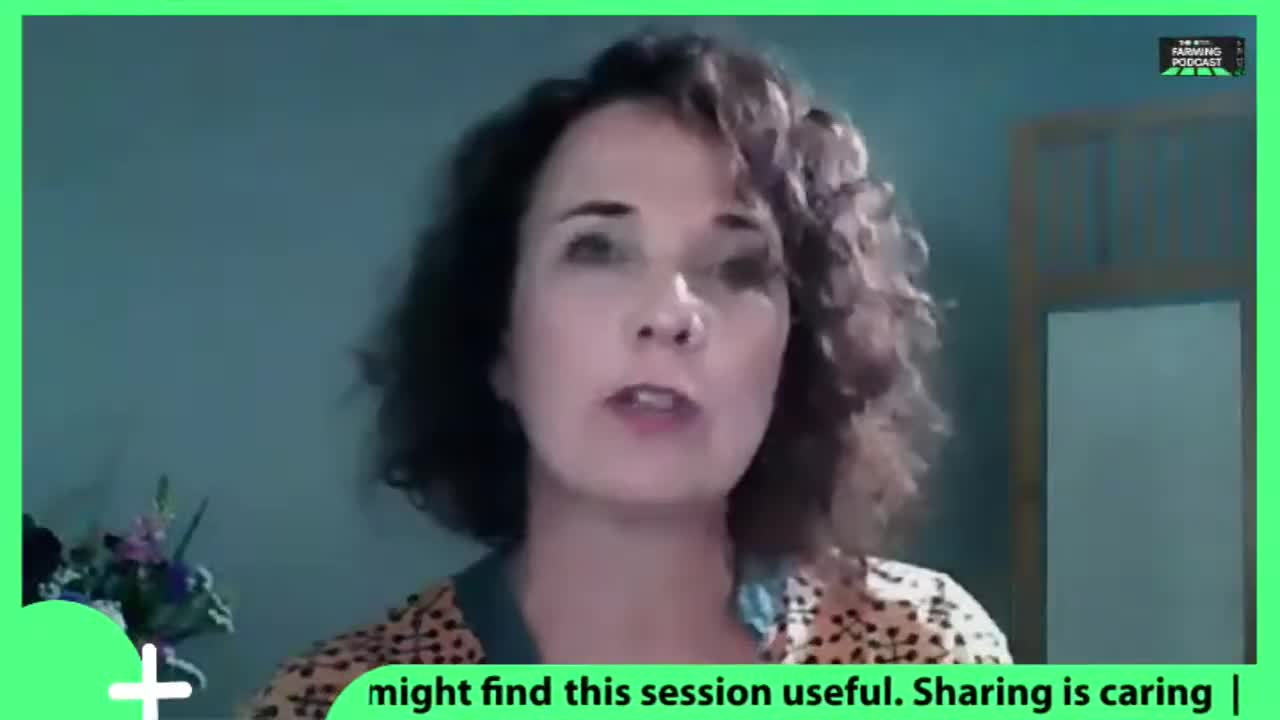 FARMING
PODCAST
might find this session useful. Sharing is caring |